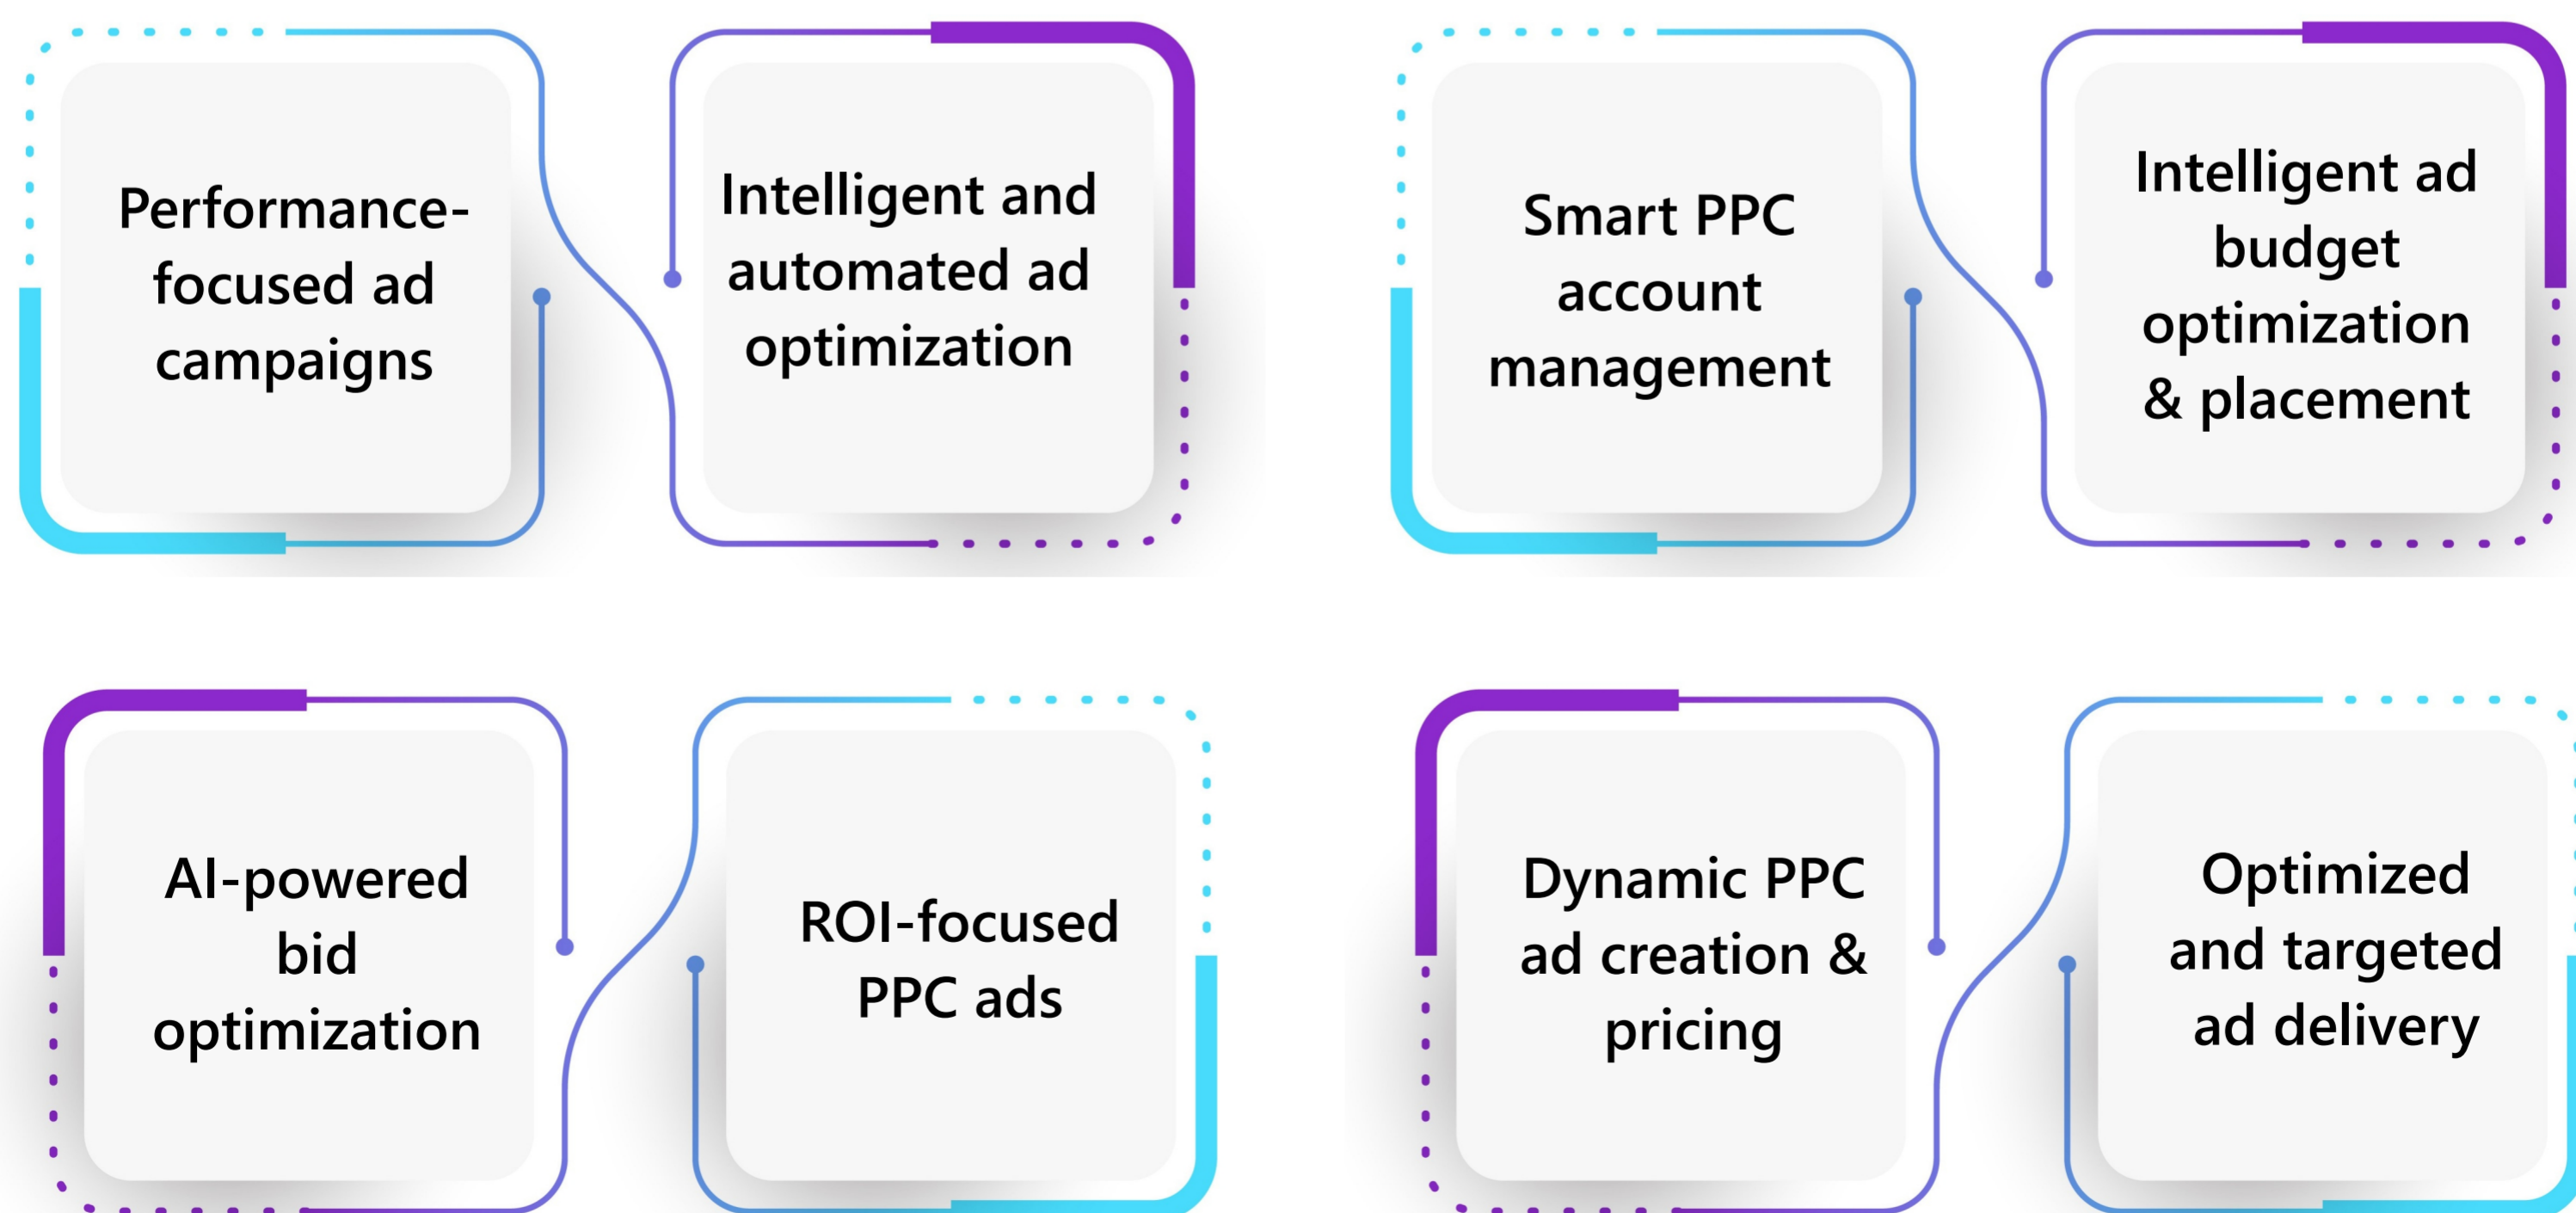 Performance-
focused ad
campaigns
Intelligent and
automated ad
optimization
Smart PPC
account
management
Intelligent ad
budget
optimization
& placement
AI-powered
bid
optimization
ROI-focused
PPC ads
Dynamic PPC
ad creation &
pricing
Optimized
and targeted
ad delivery